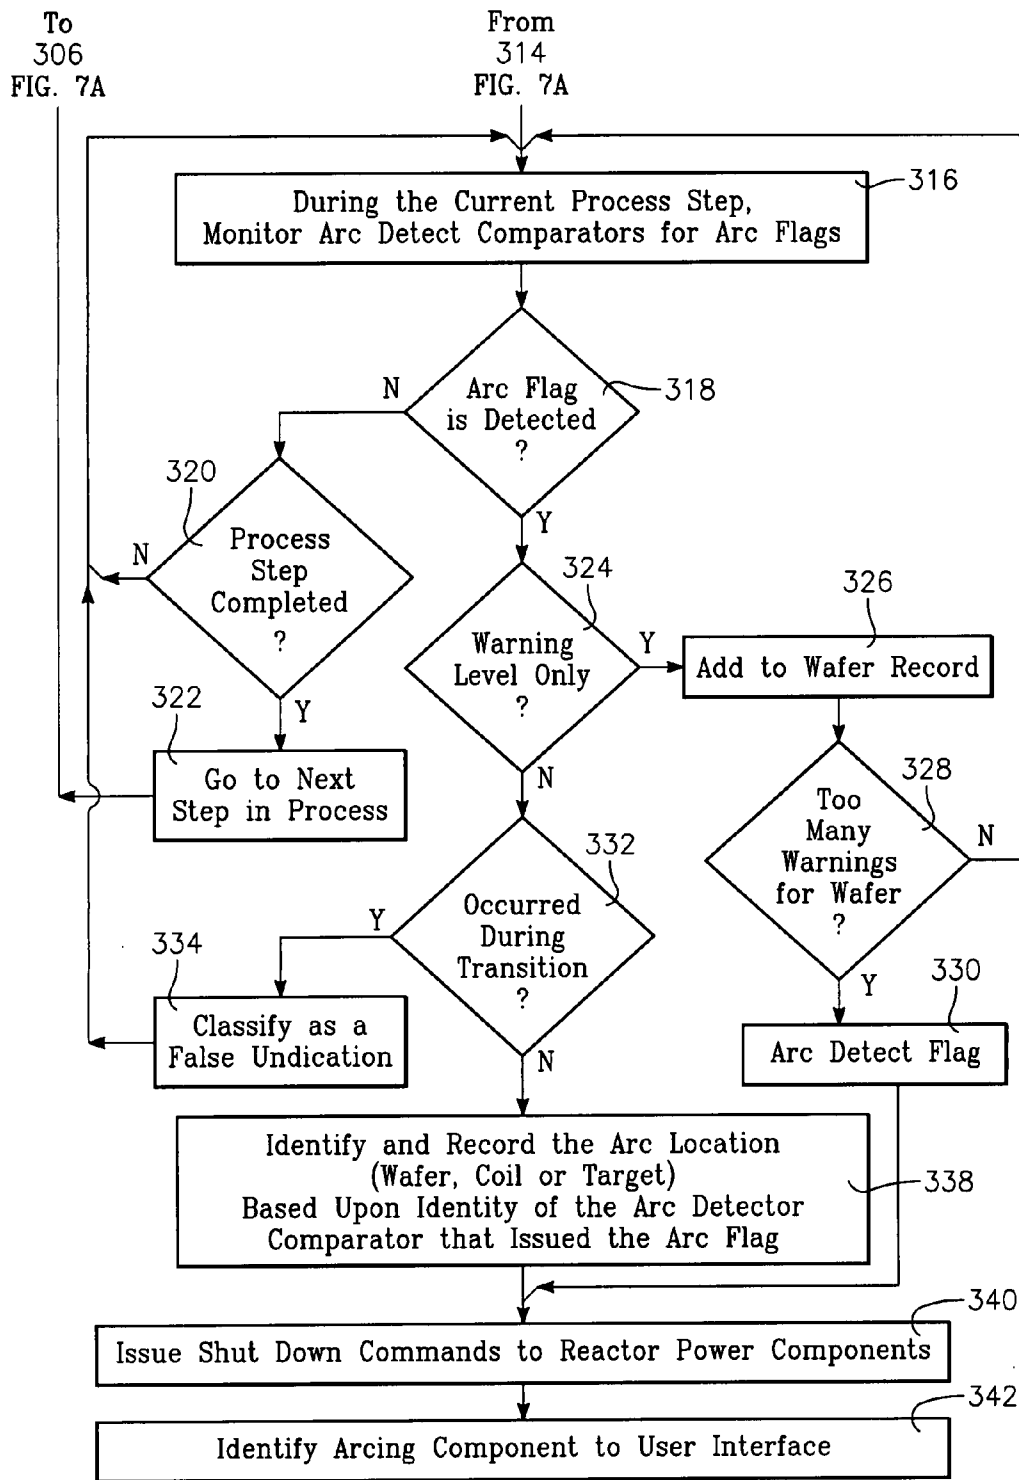 To
306
FIG. 7A
From
314
FIG. 7A
316
During the Current Process Step,
Monitor Arc Detect Comparators for Arc Flags
N
Arc Flag
is Detected
?
318
Y
320
N
Process
Step
Completed
?
Y
324
Warning
Level Only
?
Y
N
326
Add to Wafer Record
322
Go to Next
Step in Process
328
Too
Many
Warnings
for Wafer
?
N
Y
332
Y
Occurred
During
Transition
?
N
334
Classify as a
False Undication
330
Arc Detect Flag
Identify and Record the Arc Location
(Wafer, Coil or Target)
Based Upon Identity of the Arc Detector
Comparator that Issued the Arc Flag
338
340
Issue Shut Down Commands to Reactor Power Components
342
Identify Arcing Component to User Interface